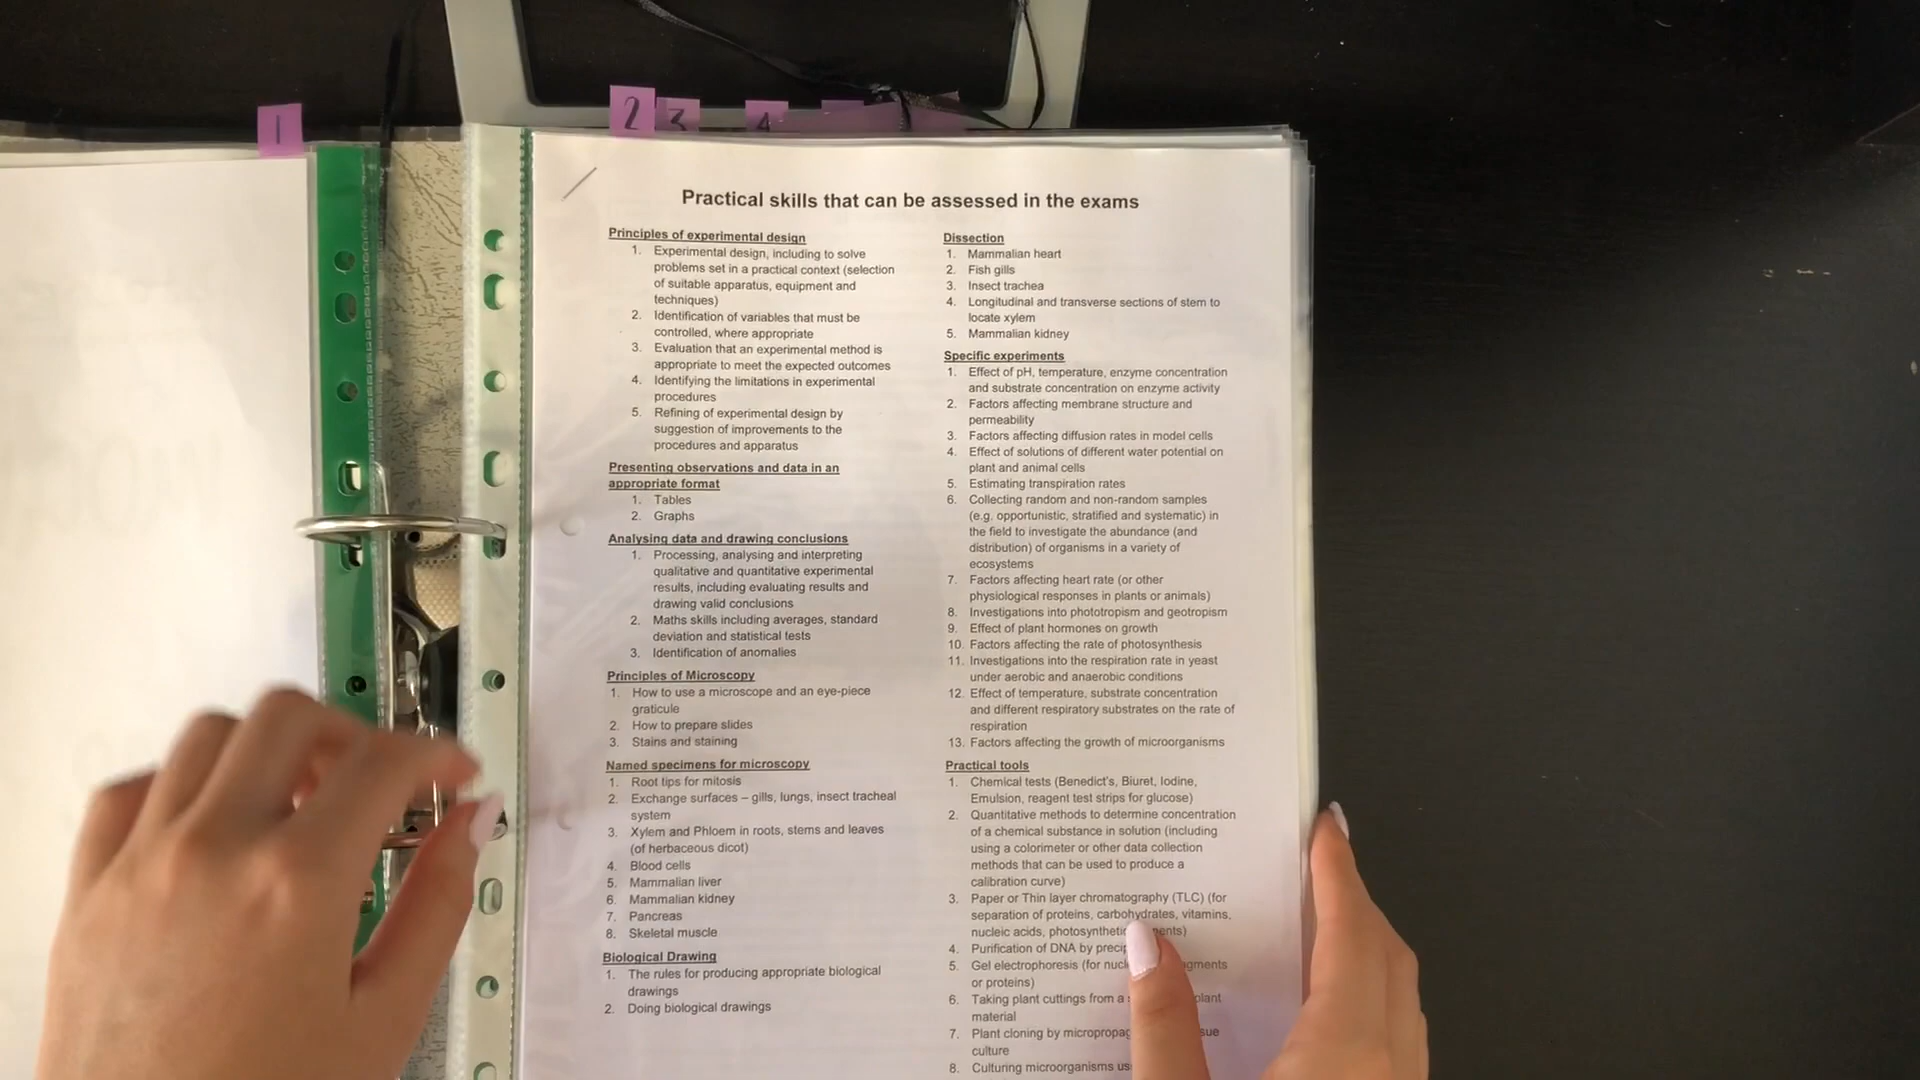 1
2
3
4
Practical skills that can be assessed in the exams
Principles of experimental design
1. Experimental design, including to solve
problems set in a practical context (selection
of suitable apparatus, equipment and
techniques)
2. Identification of variables that must be
controlled, where appropriate
3. Evaluation that an experimental method is
appropriate to meet the expected outcomes
4. Identifying the limitations in experimental
procedures
5. Refining of experimental design by
suggestion of improvements to the
procedures and apparatus
Presenting observations and data in an
appropriate format
1. Tables
2. Graphs
Analysing data and drawing conclusions
1. Processing, analysing and interpreting
qualitative and quantitative experimental
results, including evaluating results and
drawing valid conclusions
2. Maths skills including averages, standard
deviation and statistical tests
3. Identification of anomalies
Principles of Microscopy
1. How to use a microscope and an eye-piece
graticule
2. How to prepare slides
3. Stains and staining
Named specimens for microscopy
1. Root tips for mitosis
2. Exchange surfaces – gills, lungs, insect tracheal
system
3. Xylem and Phloem in roots, stems and leaves
(of herbaceous dicot)
4. Blood cells
5. Mammalian liver
6. Mammalian kidney
7. Pancreas
8. Skeletal muscle
Biological Drawing
1. The rules for producing appropriate biological
drawings
2. Doing biological drawings
Dissection
1. Mammalian heart
2. Fish gills
3. Insect trachea
4. Longitudinal and transverse sections of stem to
locate xylem
5. Mammalian kidney
Specific experiments
1. Effect of pH, temperature, enzyme concentration
and substrate concentration on enzyme activity
2. Factors affecting membrane structure and
permeability
3. Factors affecting diffusion rates in model cells
4. Effect of solutions of different water potential on
plant and animal cells
5. Estimating transpiration rates
6. Collecting random and non-random samples
(e.g. opportunistic, stratified and systematic) in
the field to investigate the abundance (and
distribution) of organisms in a variety of
ecosystems
7. Factors affecting heart rate (or other
physiological responses in plants or animals)
8. Investigations into phototropism and geotropism
9. Effect of plant hormones on growth
10. Factors affecting the rate of photosynthesis
11. Investigations into the respiration rate in yeast
under aerobic and anaerobic conditions
12. Effect of temperature, substrate concentration
and different respiratory substrates on the rate of
respiration
13. Factors affecting the growth of microorganisms
Practical tools
1. Chemical tests (Benedict's, Biuret, Iodine,
Emulsion, reagent test strips for glucose)
2. Quantitative methods to determine concentration
of a chemical substance in solution (including
using a colorimeter or other data collection
methods that can be used to produce a
calibration curve)
3. Paper or Thin layer chromatography (TLC) (for
separation of proteins, carbohydrates, vitamins,
nucleic acids,
4. Purification of DNA by
5. Gel electrophoresis (for
or proteins)
6. Taking plant cuttings from a plant
material
7. Plant cloning by
culture
8. Culturing microorganisms